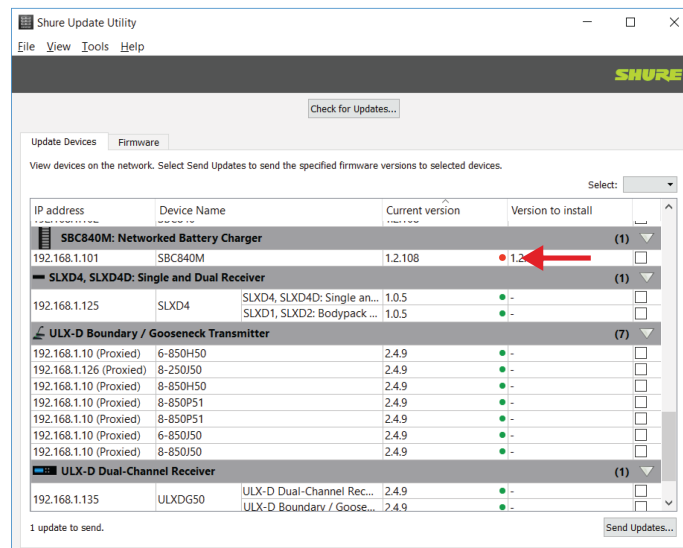 Shure Update Utility
File View Tools Help
SHURE
Check for Updates...
Update Devices Firmware
View devices on the network. Select Send Updates to send the specified firmware versions to selected devices.
Select:
IP address Device Name Current version Version to install
SBC840M: Networked Battery Charger (1)
192.168.1.101 SBC840M 1.2.108 1.2
SLXD4, SLXD4D: Single and Dual Receiver (1)
192.168.1.125 SLXD4 SLXD4, SLXD4D: Single an... 1.0.5 -
SLXD1, SLXD2: Bodypack ... 1.0.5 -
ULX-D Boundary / Gooseneck Transmitter (7)
192.168.1.10 (Proxied) 6-850H50 2.4.9 -
192.168.1.126 (Proxied) 8-250J50 2.4.9 -
192.168.1.10 (Proxied) 8-850H50 2.4.9 -
192.168.1.10 (Proxied) 8-850P51 2.4.9 -
192.168.1.10 (Proxied) 8-850P51 2.4.9 -
192.168.1.10 (Proxied) 6-850J50 2.4.9 -
192.168.1.10 (Proxied) 8-850J50 2.4.9 -
ULX-D Dual-Channel Receiver (1)
192.168.1.135 ULXDG50 ULX-D Dual-Channel Rec... 2.4.9 -
ULX-D Boundary / Goose... 2.4.9 -
1 update to send. Send Updates...